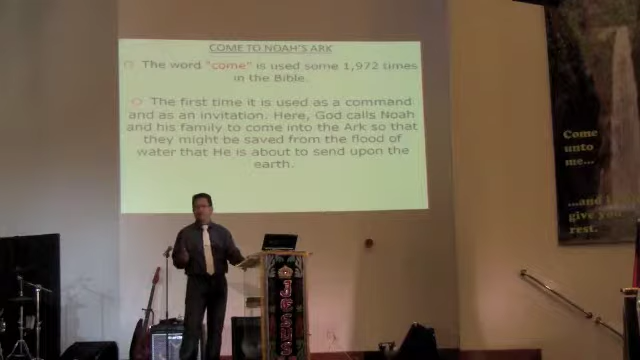 COME TO NOAH'S ARK
The word "come" is used some 1,972 times
in the Bible.
The first time it is used as a command
and as an invitation. Here, God calls Noah
and his family to come into the Ark so that
they might be saved from the flood of
water that He is about to send upon the
earth.
Come
unto
me...
...and I
give you
rest.
JESUS